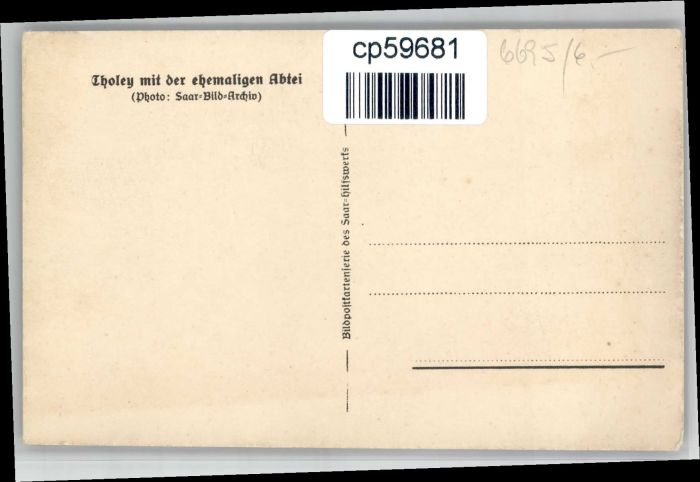 Tholey mit der ehemaligen Abtei
(Photo: Saar-Bild-Archiv)
cp59681
6695/6.—
Bildpostkartenserie des Saar-Hilfswerks